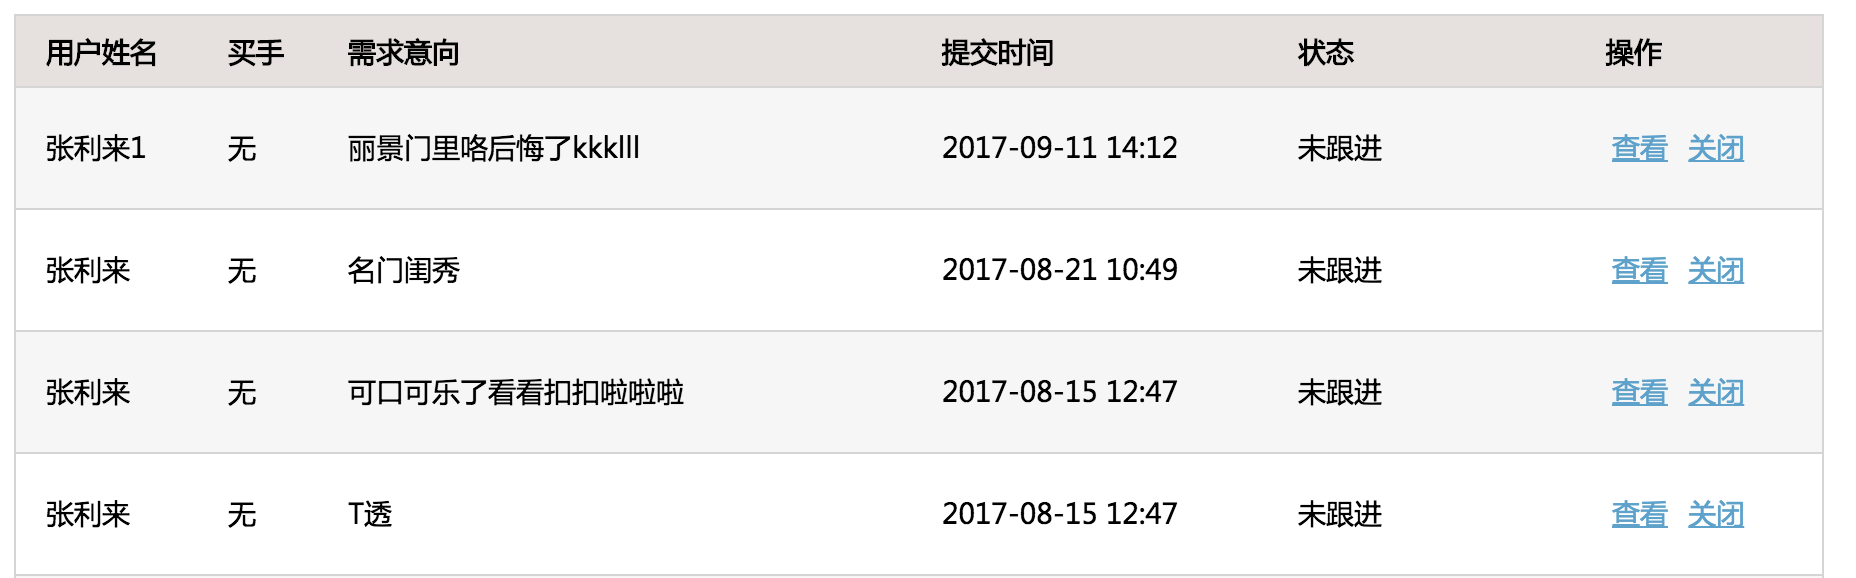 用户姓名 买手 需求意向 提交时间 状态 操作
张利来1 无 丽景门里咯后悔了kkklll 2017-09-11 14:12 未跟进 查看 关闭
张利来 无 名门闺秀 2017-08-21 10:49 未跟进 查看 关闭
张利来 无 可口可乐了看看扣扣啦啦啦 2017-08-15 12:47 未跟进 查看 关闭
张利来 无 T透 2017-08-15 12:47 未跟进 查看 关闭